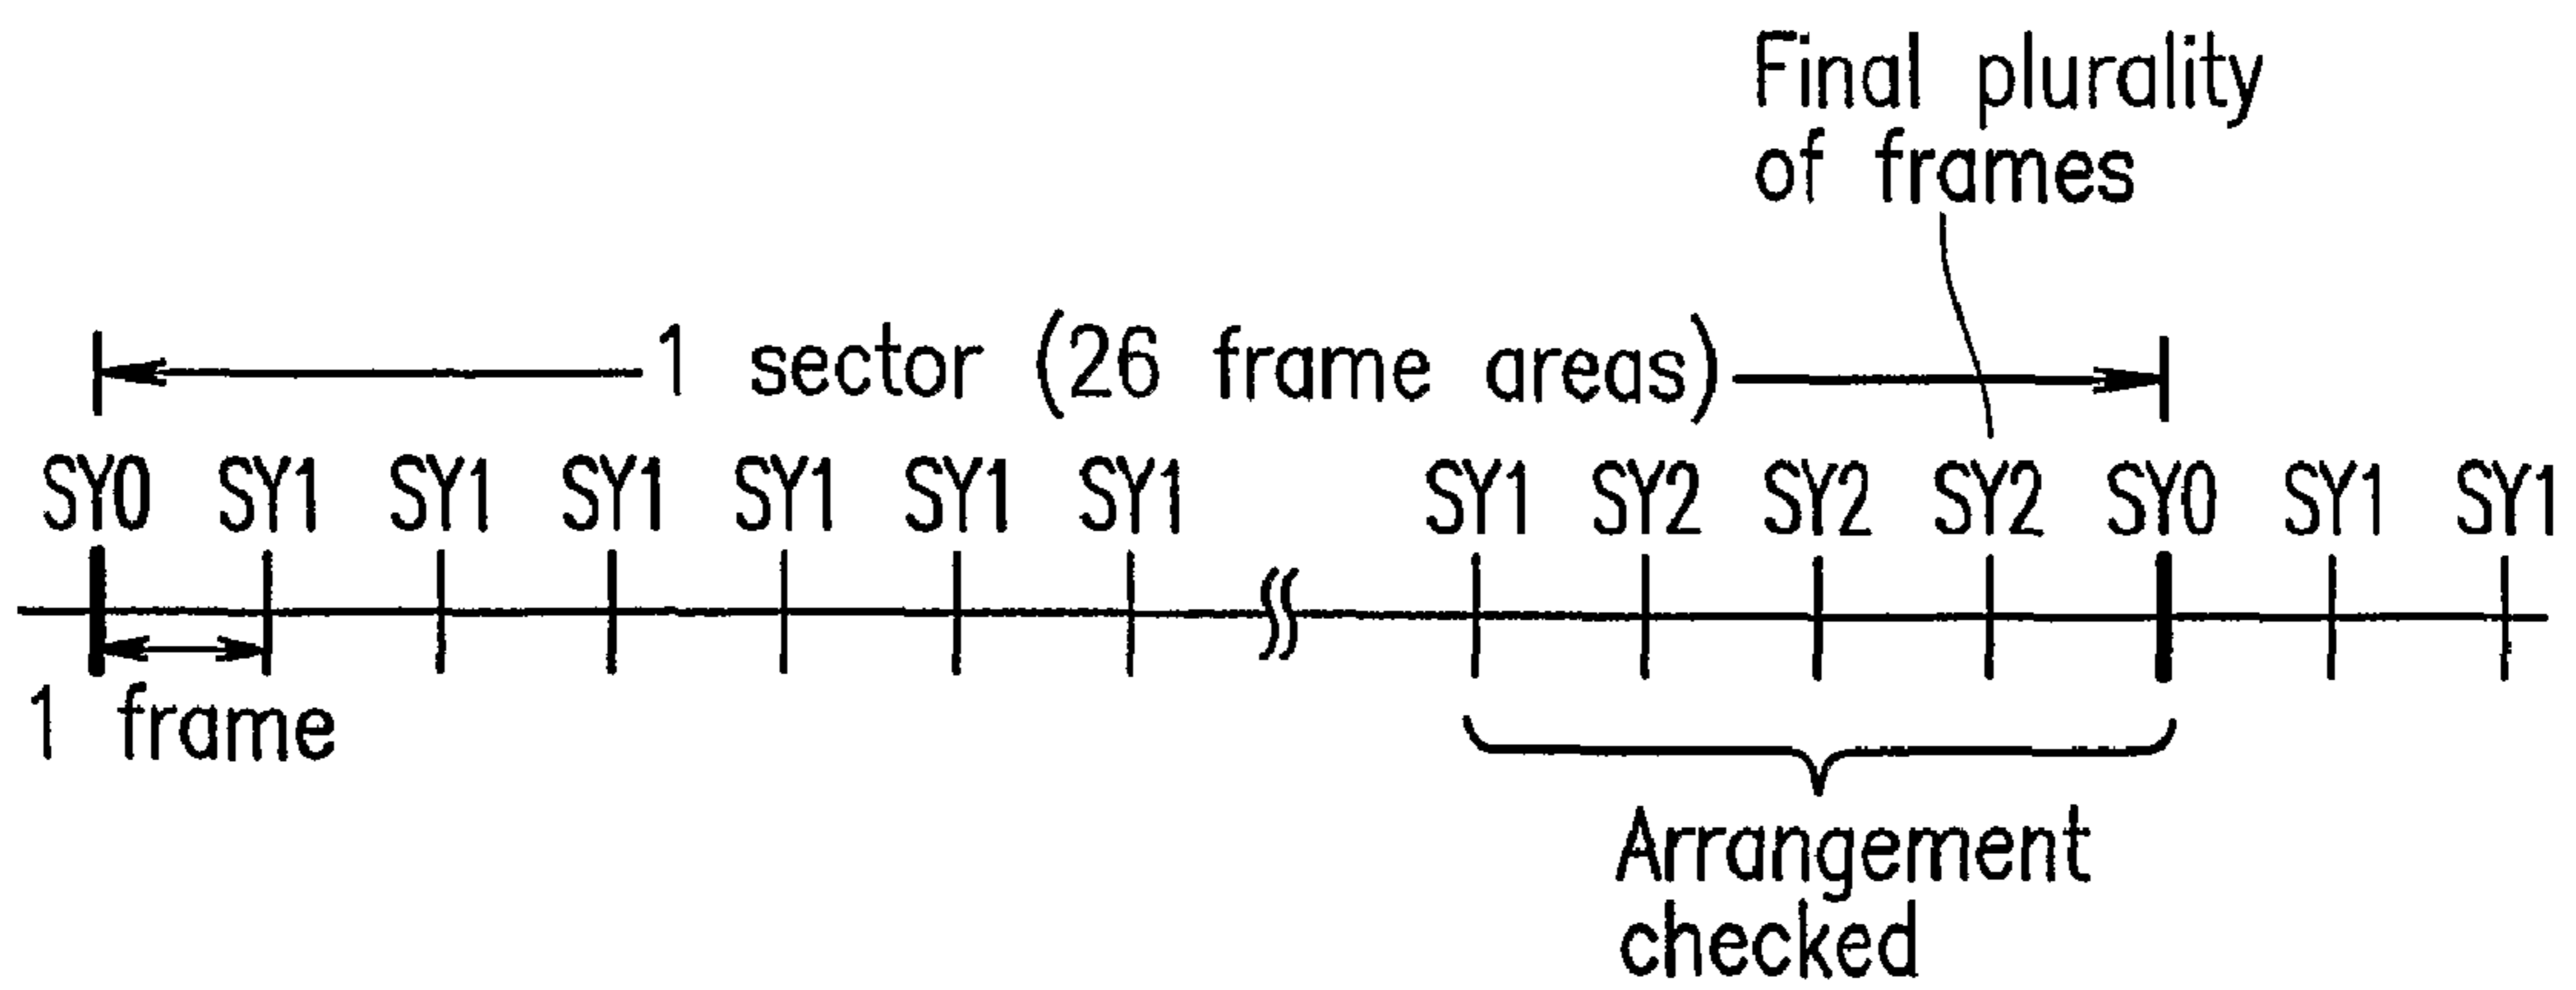 Final plurality
of frames
1 sector (26 frame areas)
SY0 SY1 SY1 SY1 SY1 SY1 SY1 SY1 SY2 SY2 SY2 SY0 SY1 SY1
1 frame
Arrangement
checked